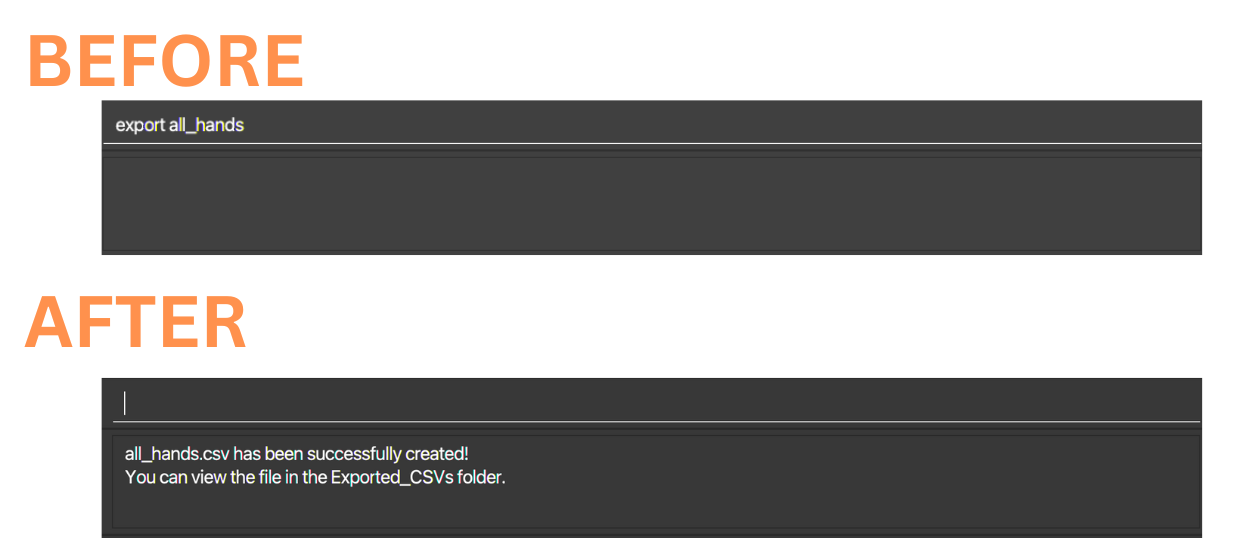 BEFORE
export all_hands
AFTER
all_hands.csv has been successfully created!
You can view the file in the Exported_CSVs folder.